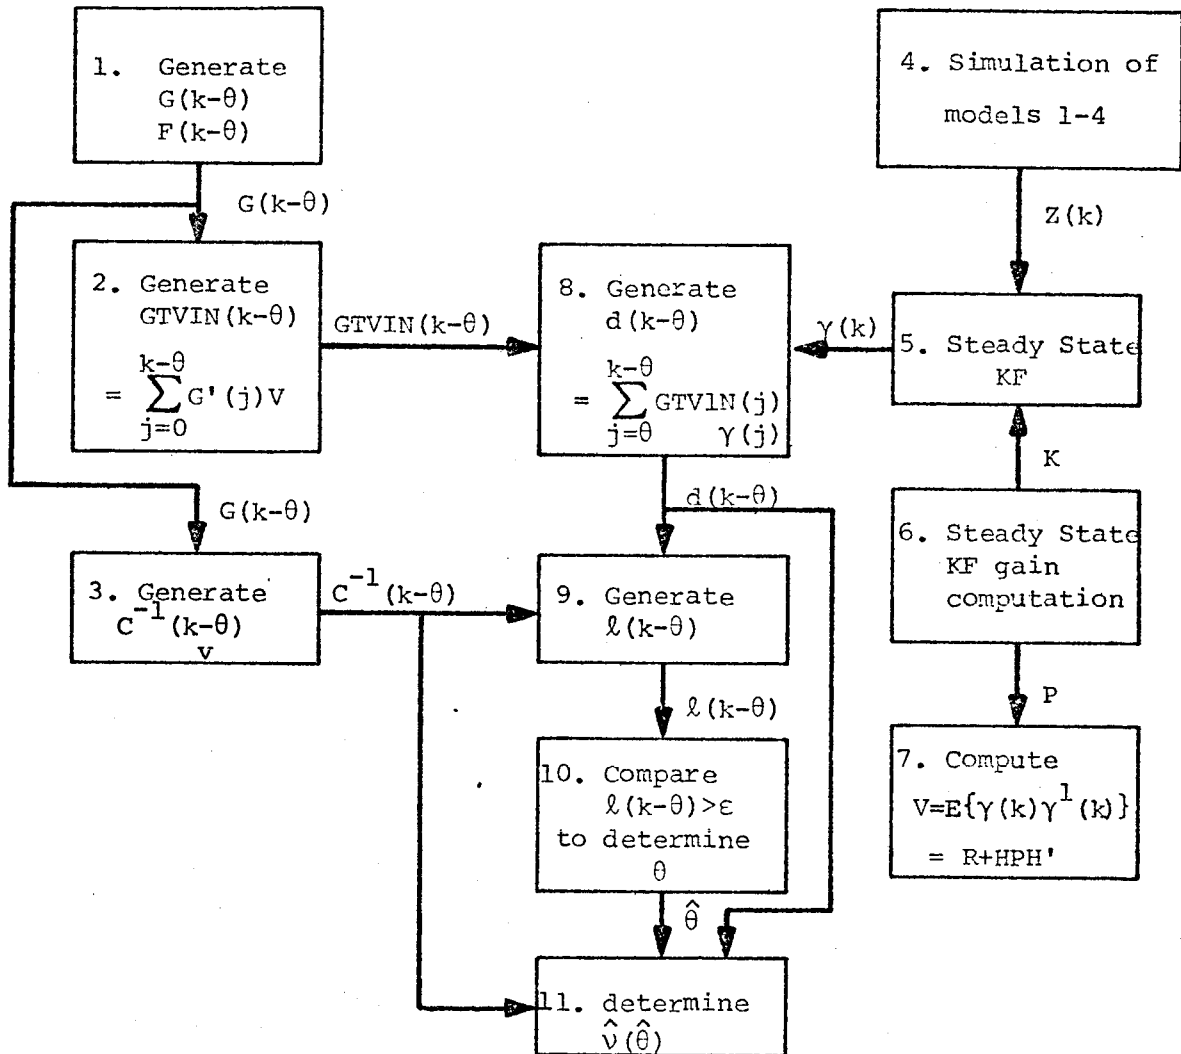 1. Generate
G(k-θ)
F(k-θ)
G(k-θ)
2. Generate
GTVIN(k-θ)
= k-θ Σ j=0 G'(j)V
GTVIN(k-θ)
G(k-θ)
3. Generate
C⁻¹(k-θ)
v
C⁻¹(k-θ)
4. Simulation of
models 1-4
Z(k)
5. Steady State
KF
γ(k)
K
6. Steady State
KF gain
computation
P
7. Compute
V=E{γ(k)γ¹(k)}
= R+HPH'
8. Generate
d(k-θ)
= k-θ Σ j=θ GTV1N(j)
γ(j)
d(k-θ)
9. Generate
ℓ(k-θ)
ℓ(k-θ)
10. Compare
ℓ(k-θ)>ε
to determine
θ
θ̂
11. determine
ν̂(θ̂)